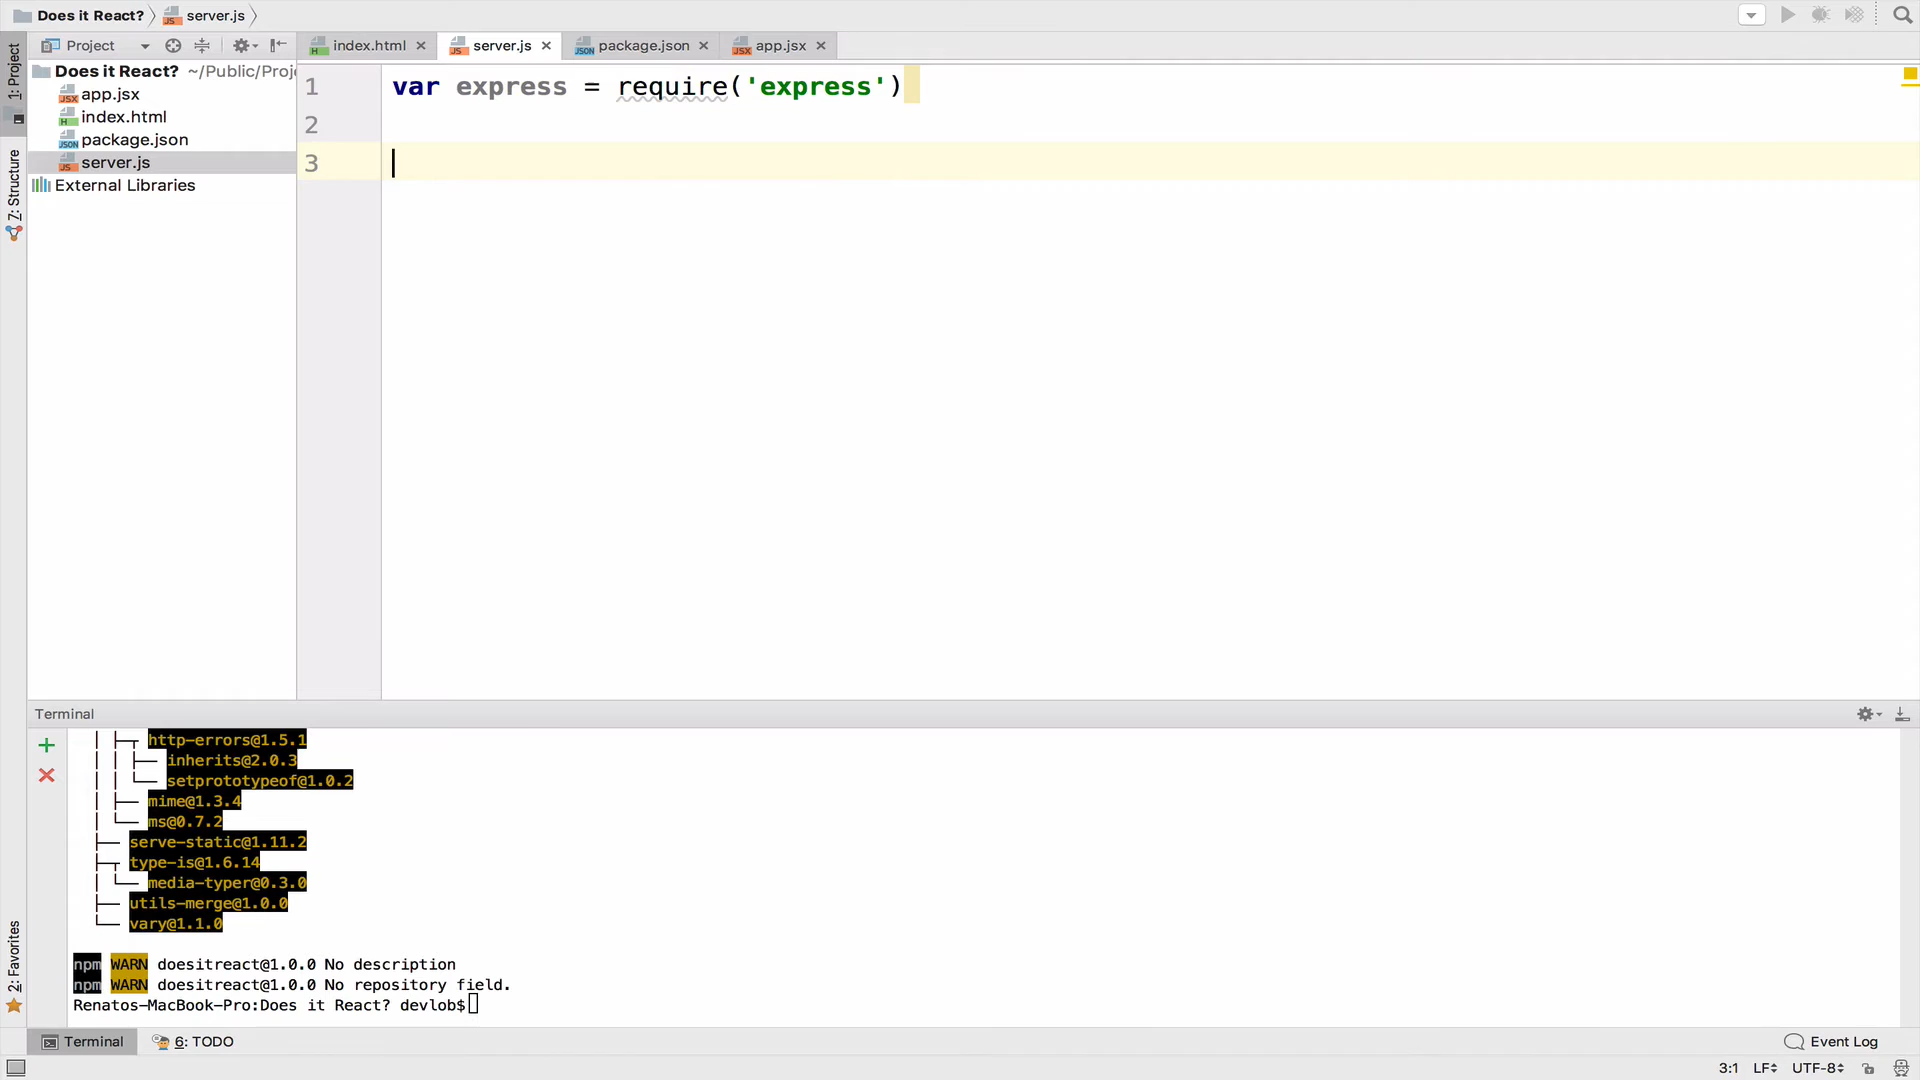 Does it React? server.js
1: Project
Project
index.html
server.js
package.json
app.jsx
Does it React? ~/Public/Proj
app.jsx
index.html
package.json
server.js
External Libraries
7: Structure
1 var express = require('express')
2
3
Terminal
http-errors@1.5.1
inherits@2.0.3
setprototypeof@1.0.2
mime@1.3.4
ms@0.7.2
serve-static@1.11.2
type-is@1.6.14
media-typer@0.3.0
utils-merge@1.0.0
vary@1.1.0
npm WARN doesitreact@1.0.0 No description
npm WARN doesitreact@1.0.0 No repository field.
Renatos-MacBook-Pro:Does it React? devlob$
2: Favorites
Terminal
6: TODO
Event Log
3:1 LF UTF-8